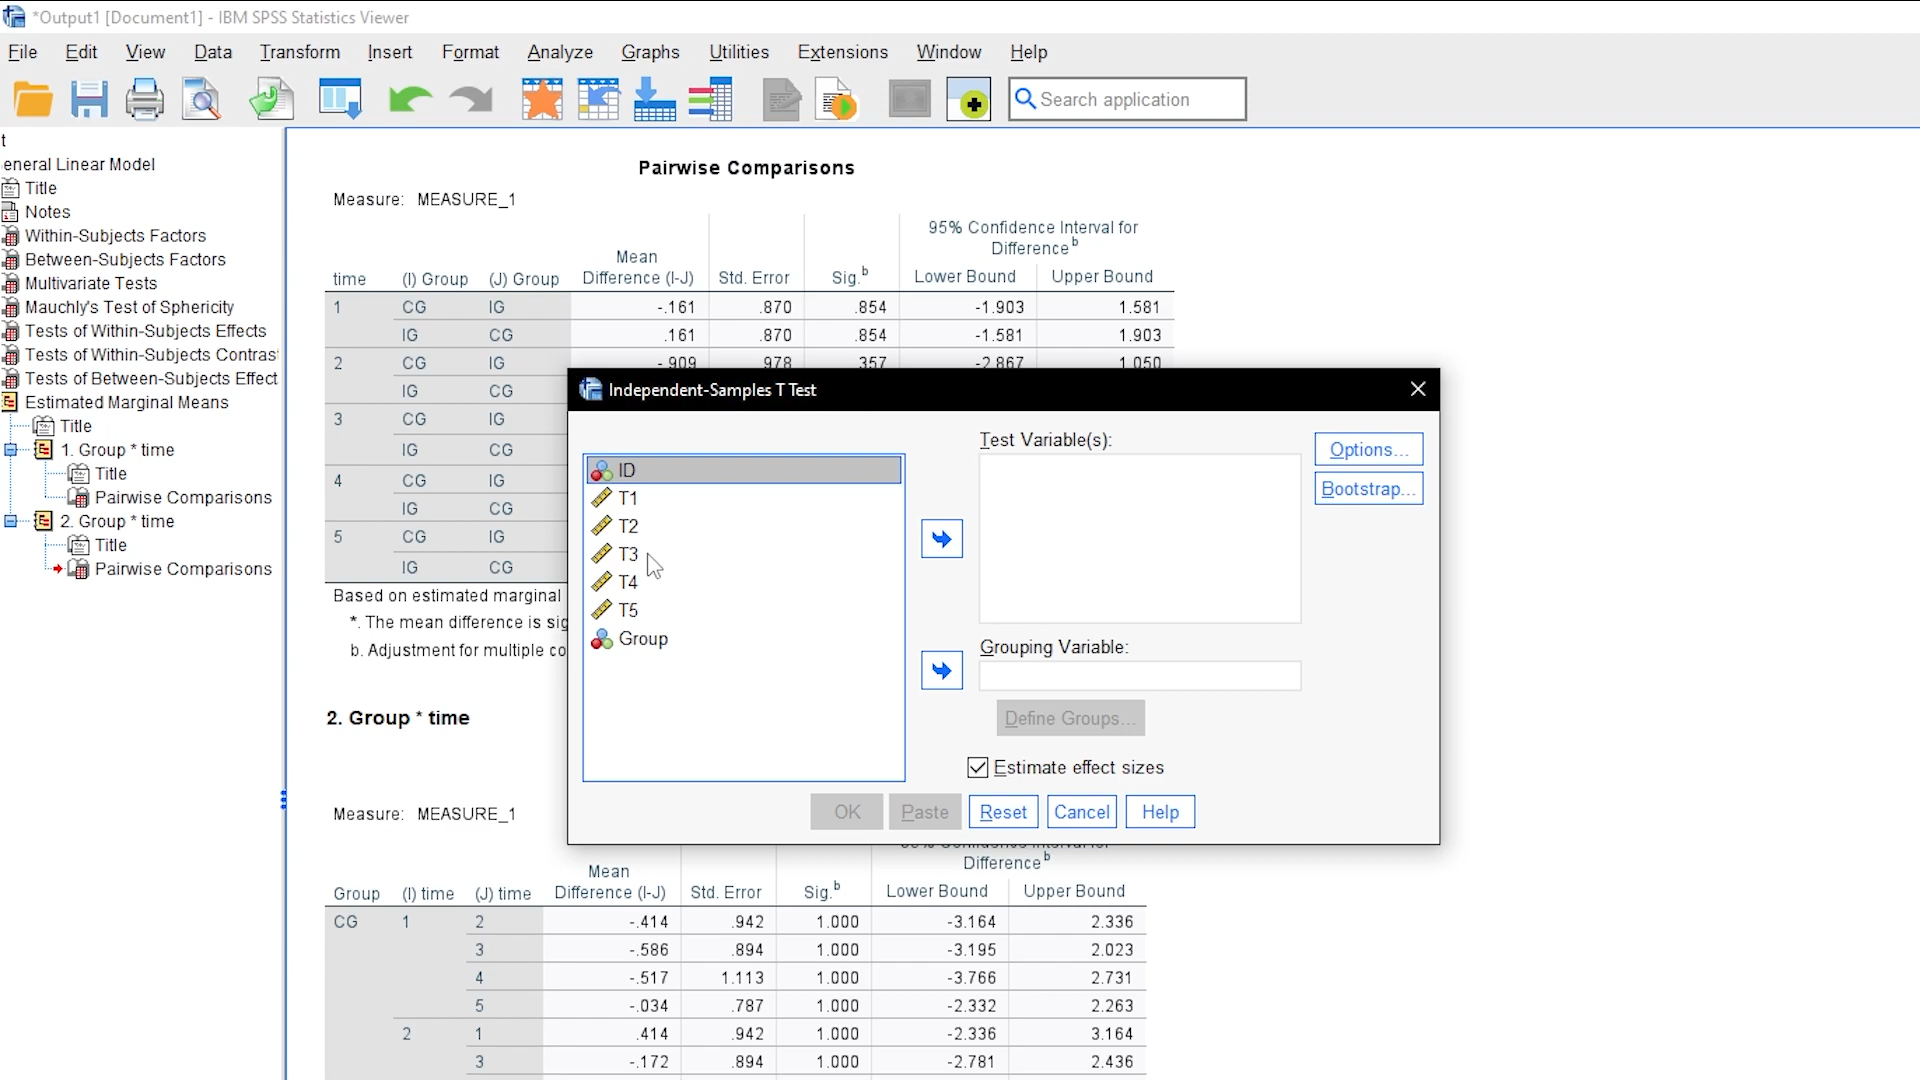 *Output1 [Document1] - IBM SPSS Statistics Viewer
File Edit View Data Transform Insert Format Analyze Graphs Utilities Extensions Window Help
Search application
t
eneral Linear Model
Title
Notes
Within-Subjects Factors
Between-Subjects Factors
Multivariate Tests
Mauchly's Test of Sphericity
Tests of Within-Subjects Effects
Tests of Within-Subjects Contras
Tests of Between-Subjects Effect
Estimated Marginal Means
Title
1. Group * time
Title
Pairwise Comparisons
2. Group * time
Title
Pairwise Comparisons
Pairwise Comparisons
Measure: MEASURE_1
95% Confidence Interval for
Difference b
Mean
time (I) Group (J) Group Difference (I-J) Std. Error Sig. b Lower Bound Upper Bound
1 CG IG -.161 .870 .854 -1.903 1.581
IG CG .161 .870 .854 -1.581 1.903
2 CG IG -.909 .978 .357 -2.867 1.050
IG
3 CG IG
IG CG
4 CG IG
IG CG
5 CG IG
IG CG
Based on estimated marginal
*. The mean difference is sig
b. Adjustment for multiple co
Independent-Samples T Test
ID
T1
T2
T3
T4
T5
Group
Test Variable(s):
Options...
Bootstrap...
Grouping Variable:
Define Groups...
Estimate effect sizes
OK Paste Reset Cancel Help
2. Group * time
Measure: MEASURE_1
Difference b
Mean
Group (I) time (J) time Difference (I-J) Std. Error Sig. b Lower Bound Upper Bound
CG 1 2 -.414 .942 1.000 -3.164 2.336
3 -.586 .894 1.000 -3.195 2.023
4 -.517 1.113 1.000 -3.766 2.731
5 -.034 .787 1.000 -2.332 2.263
2 1 .414 .942 1.000 -2.336 3.164
3 -.172 .894 1.000 -2.781 2.436